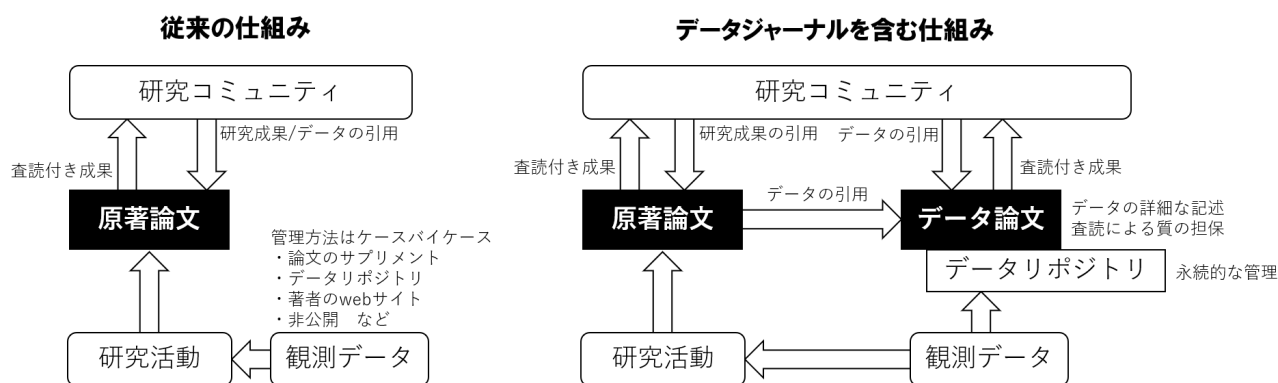 従来の仕組み
研究コミュニティ
研究成果/データの引用
査読付き成果
原著論文
管理方法はケースバイケース
・論文のサプリメント
・データリポジトリ
・著者のwebサイト
・非公開　など
研究活動
観測データ
データジャーナルを含む仕組み
研究コミュニティ
研究成果の引用
データの引用
査読付き成果
査読付き成果
原著論文
データの引用
データ論文
データの詳細な記述
査読による質の担保
データリポジトリ
永続的な管理
研究活動
観測データ